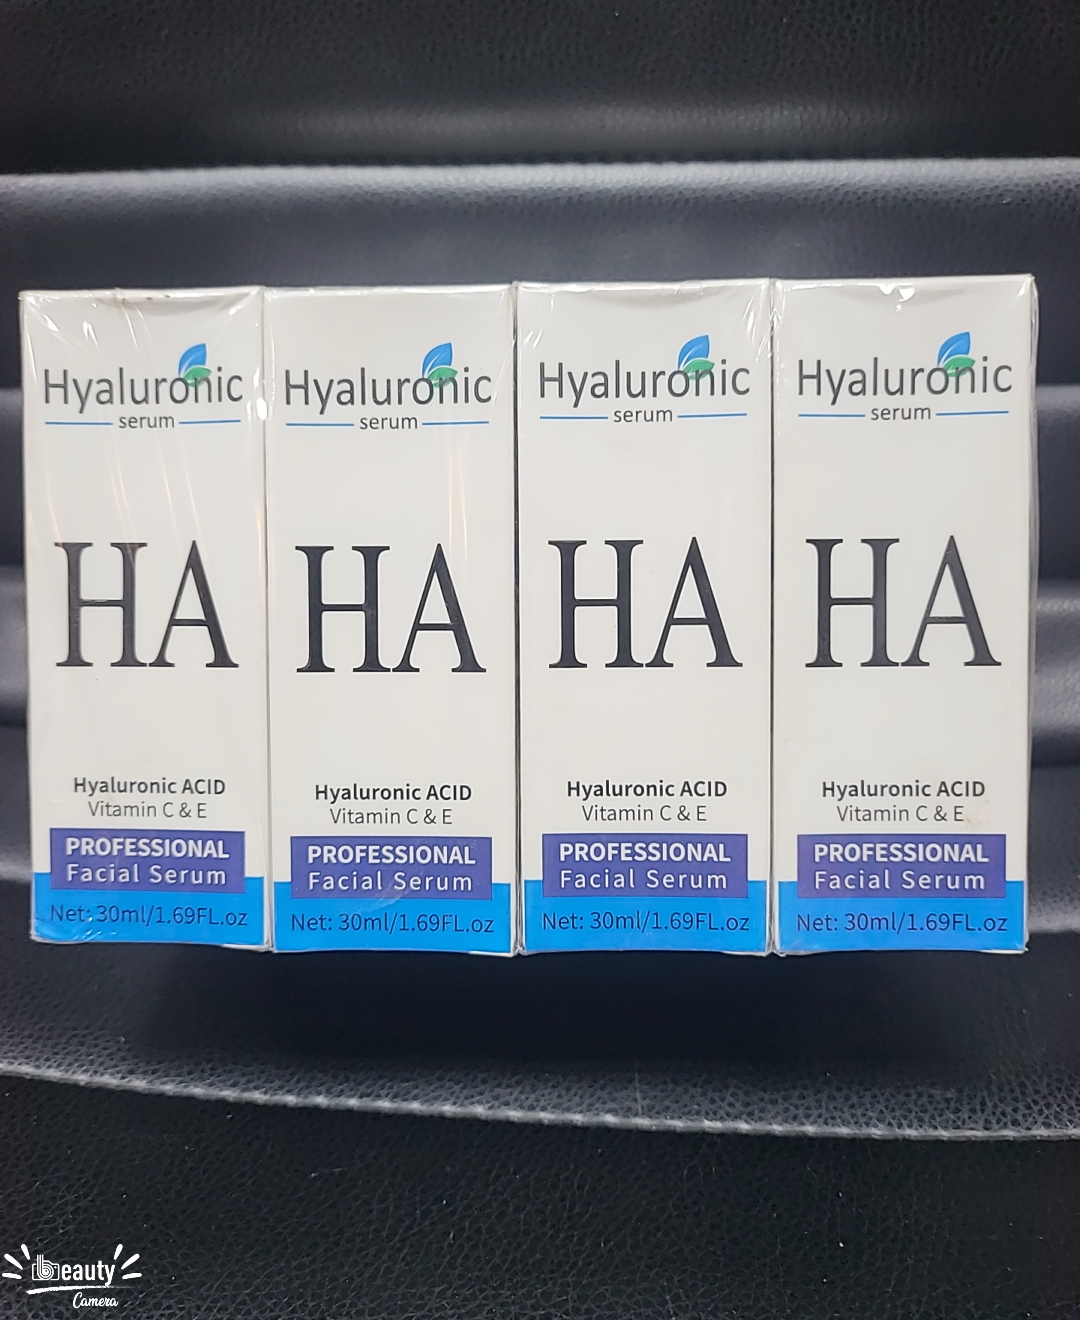 Hyaluronic
serum
HA
Hyaluronic ACID
Vitamin C & E
PROFESSIONAL
Facial Serum
Net: 30ml/1.69FL.oz
Hyaluronic
serum
HA
Hyaluronic ACID
Vitamin C & E
PROFESSIONAL
Facial Serum
Net: 30ml/1.69FL.oz
Hyaluronic
serum
HA
Hyaluronic ACID
Vitamin C & E
PROFESSIONAL
Facial Serum
Net: 30ml/1.69FL.oz
Hyaluronic
serum
HA
Hyaluronic ACID
Vitamin C & E
PROFESSIONAL
Facial Serum
Net: 30ml/1.69FL.oz
beauty
Camera